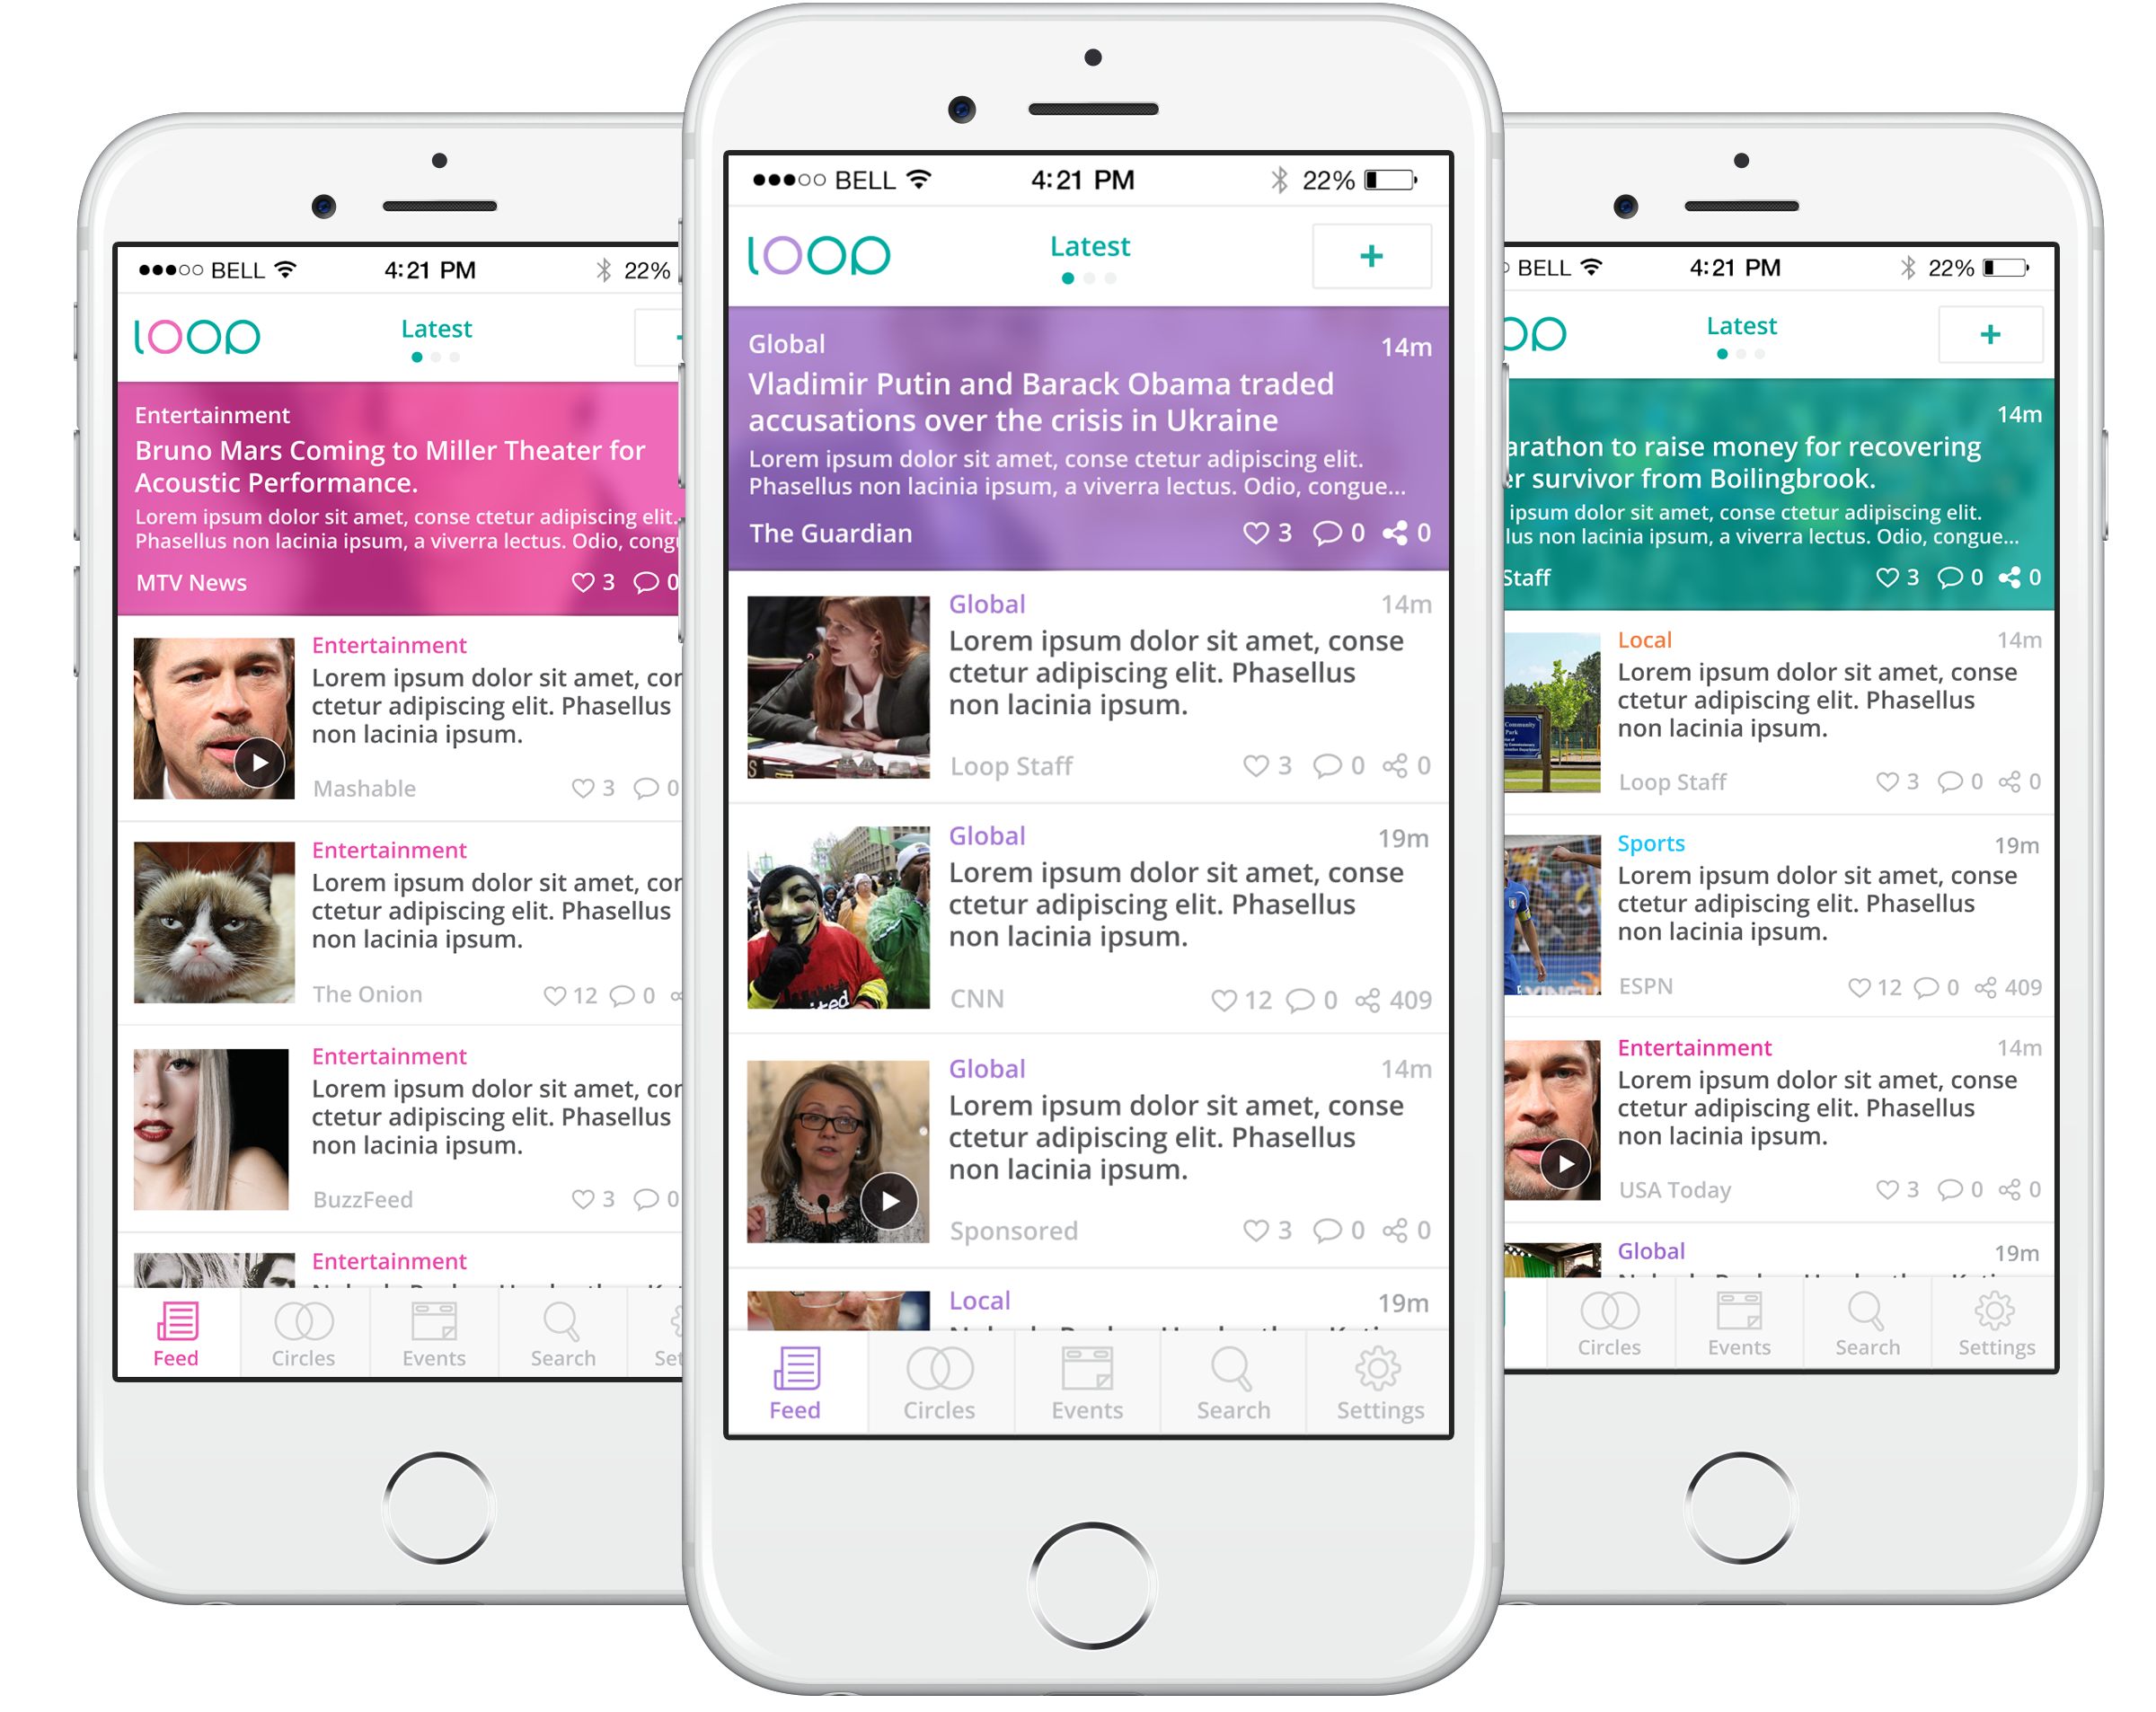 BELL 4:21 PM 22%
loop Latest
Entertainment
Bruno Mars Coming to Miller Theater for
Acoustic Performance.
Lorem ipsum dolor sit amet, conse ctetur adipiscing elit.
Phasellus non lacinia ipsum, a viverra lectus. Odio, cong
MTV News 3 0
Entertainment
Lorem ipsum dolor sit amet, con
ctetur adipiscing elit. Phasellus
non lacinia ipsum.
Mashable 3 0
Entertainment
Lorem ipsum dolor sit amet, con
ctetur adipiscing elit. Phasellus
non lacinia ipsum.
The Onion 12 0
Entertainment
Lorem ipsum dolor sit amet, con
ctetur adipiscing elit. Phasellus
non lacinia ipsum.
BuzzFeed 3 0
Entertainment
Feed Circles Events Search Set
BELL 4:21 PM 22%
loop Latest +
Global 14m
Vladimir Putin and Barack Obama traded
accusations over the crisis in Ukraine
Lorem ipsum dolor sit amet, conse ctetur adipiscing elit.
Phasellus non lacinia ipsum, a viverra lectus. Odio, congue...
The Guardian 3 0 0
Global 14m
Lorem ipsum dolor sit amet, conse
ctetur adipiscing elit. Phasellus
non lacinia ipsum.
Loop Staff 3 0 0
Global 19m
Lorem ipsum dolor sit amet, conse
ctetur adipiscing elit. Phasellus
non lacinia ipsum.
CNN 12 0 409
Global 14m
Lorem ipsum dolor sit amet, conse
ctetur adipiscing elit. Phasellus
non lacinia ipsum.
Sponsored 3 0 0
Local 19m
Feed Circles Events Search Settings
BELL 4:21 PM 22%
op Latest +
14m
arathon to raise money for recovering
er survivor from Boilingbrook.
ipsum dolor sit amet, conse ctetur adipiscing elit.
lus non lacinia ipsum, a viverra lectus. Odio, congue...
Staff 3 0 0
Local 14m
Lorem ipsum dolor sit amet, conse
ctetur adipiscing elit. Phasellus
non lacinia ipsum.
Community
Park
Loop Staff 3 0 0
Sports 19m
Lorem ipsum dolor sit amet, conse
ctetur adipiscing elit. Phasellus
non lacinia ipsum.
ESPN 12 0 409
Entertainment 14m
Lorem ipsum dolor sit amet, conse
ctetur adipiscing elit. Phasellus
non lacinia ipsum.
USA Today 3 0 0
Global 19m
Circles Events Search Settings